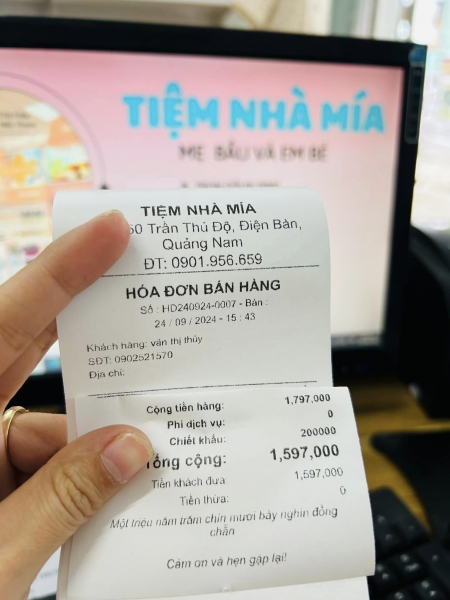 TIỆM NHÀ MÍA
MẸ BẦU VÀ EM BÉ
TIỆM NHÀ MÍA
50 Trần Thủ Độ, Điện Bàn,
Quảng Nam
ĐT: 0901.956.659
HÓA ĐƠN BÁN HÀNG
Số : HD240924-0007 - Bàn :
24 / 09 / 2024 - 15 : 43
Khách hàng: văn thị thủy
SĐT: 0902521570
Địa chỉ:
Cộng tiền hàng: 1,797,000
Phí dịch vụ: 0
Chiết khấu: 200000
Tổng cộng: 1,597,000
Tiền khách đưa: 1,597,000
Tiền thừa: 0
Một triệu năm trăm chín mươi bảy nghìn đồng
chẵn
Cảm ơn và hẹn gặp lại!